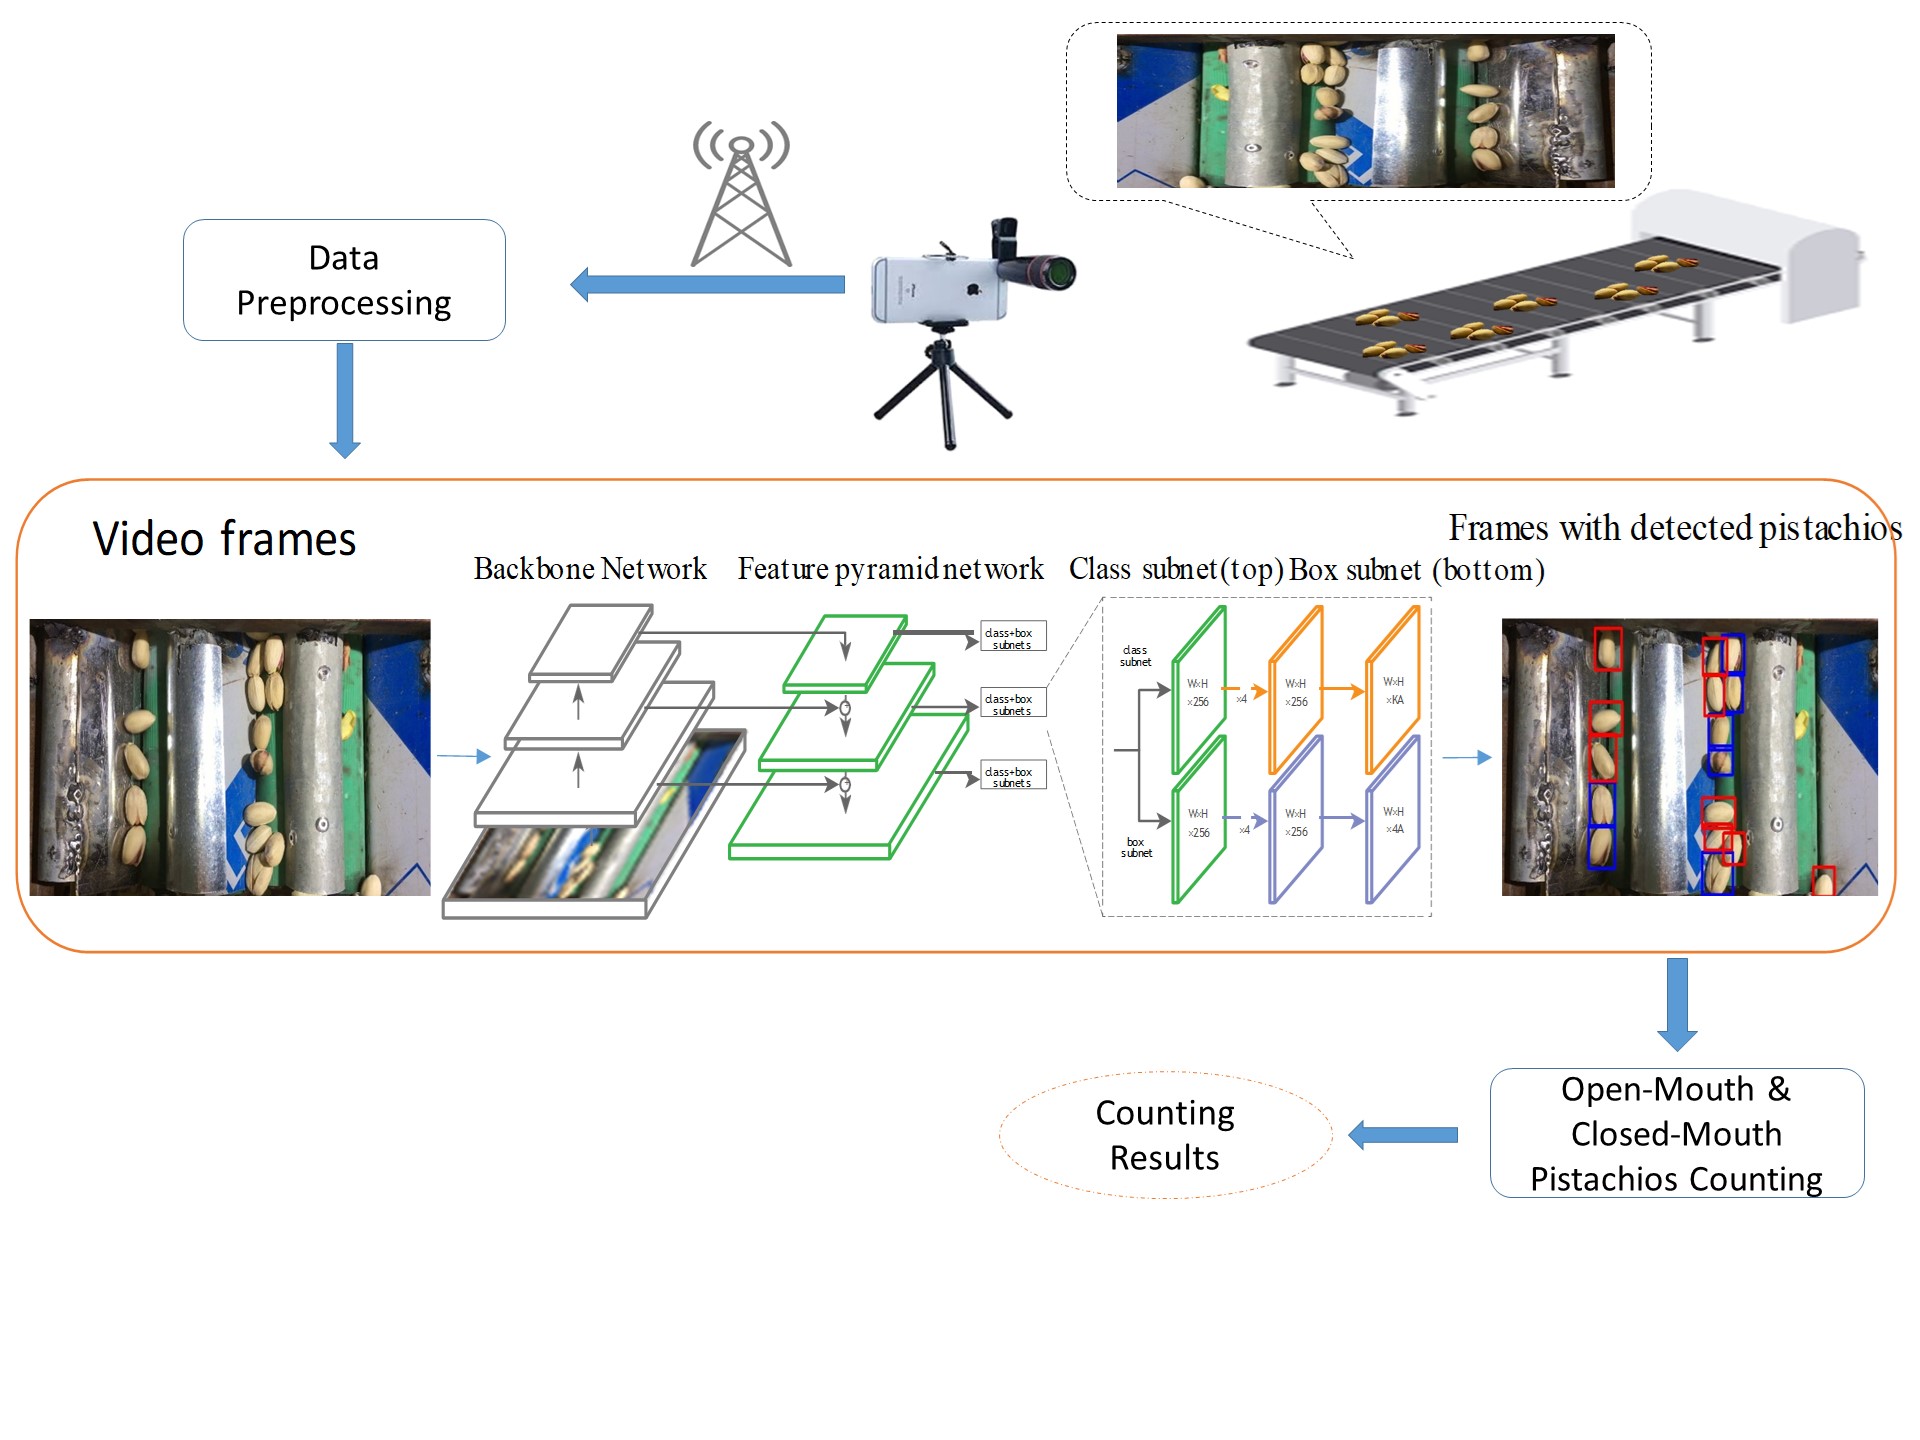 Data
Preprocessing
Video frames
Frames with detected pistachios
Backbone Network
Feature pyramid network
Class subnet(top)
Box subnet (bottom)
class+box
subnets
class+box
subnets
class+box
subnets
class
subnet
W×H
×256
×4
W×H
×256
W×H
×KA
box
subnet
W×H
×256
×4
W×H
×256
W×H
×4A
Counting
Results
Open-Mouth &
Closed-Mouth
Pistachios Counting